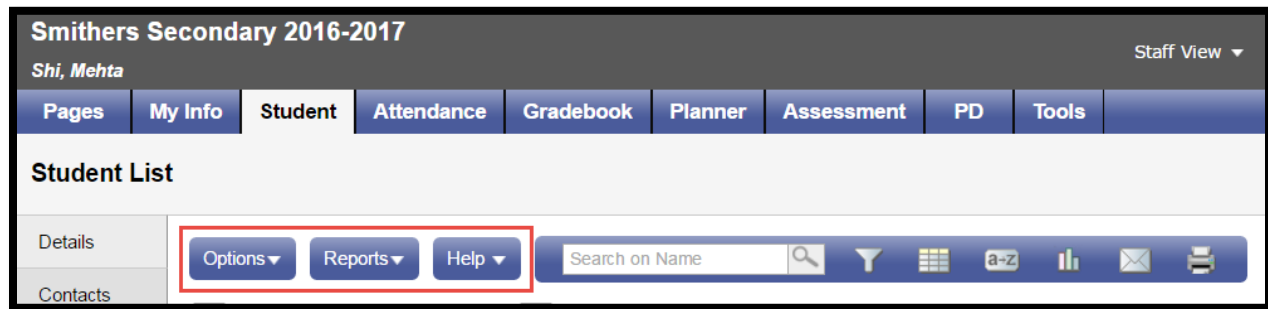 Smithers Secondary 2016-2017
Shi, Mehta
Staff View
Pages My Info Student Attendance Gradebook Planner Assessment PD Tools
Student List
Details
Options Reports Help Search on Name a-z
Contacts